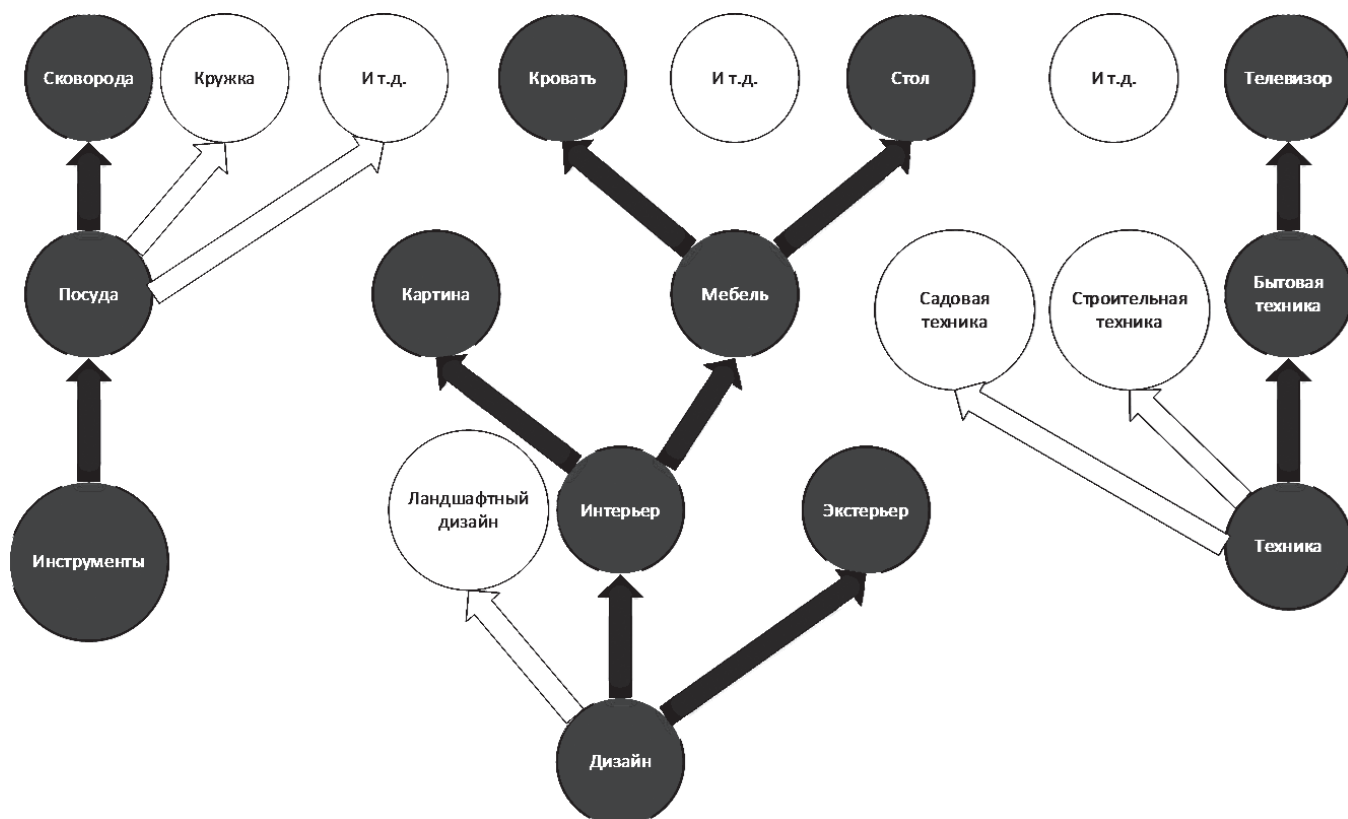 Сковорода
Кружка
И т.д.
Кровать
И т.д.
Стол
И т.д.
Телевизор
Посуда
Картина
Мебель
Садовая
техника
Строительная
техника
Бытовая
техника
Ландшафтный
дизайн
Интерьер
Экстерьер
Инструменты
Техника
Дизайн